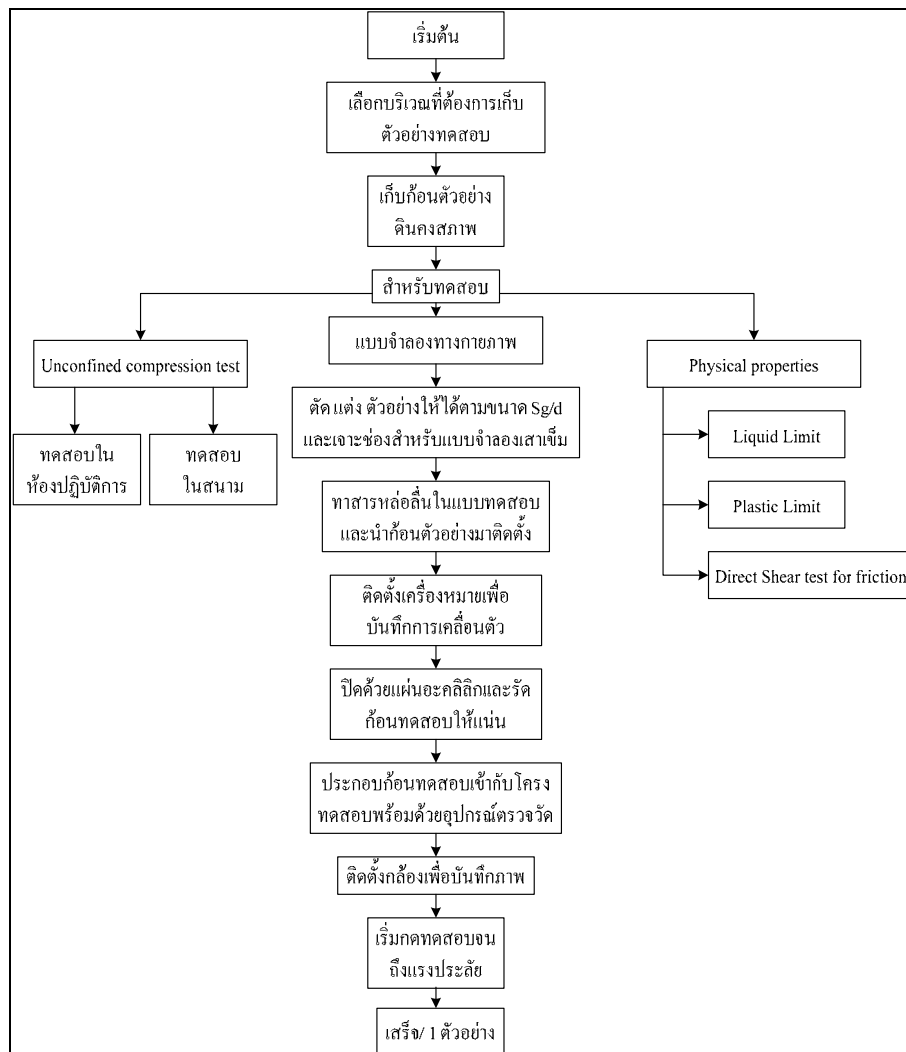 เริ่มต้น
เลือกบริเวณที่ต้องการเก็บ
ตัวอย่างทดสอบ
เก็บก้อนตัวอย่าง
ดินคงสภาพ
สำหรับทดสอบ
Unconfined compression test
ทดสอบใน
ห้องปฏิบัติการ
ทดสอบ
ในสนาม
แบบจำลองทางกายภาพ
ตัด แต่ง ตัวอย่างให้ได้ตามขนาด Sg/d
และเจาะช่องสำหรับแบบจำลองเสาเข็ม
ทาสารหล่อลื่นในแบบทดสอบ
และนำก้อนตัวอย่างมาติดตั้ง
ติดตั้งเครื่องหมายเพื่อ
บันทึกการเคลื่อนตัว
ปิดด้วยแผ่นอะคลิลิกและรัด
ก้อนทดสอบให้แน่น
ประกอบก้อนทดสอบเข้ากับโครง
ทดสอบพร้อมด้วยอุปกรณ์ตรวจวัด
ติดตั้งกล้องเพื่อบันทึกภาพ
เริ่มกดทดสอบจน
ถึงแรงประลัย
เสร็จ/ 1 ตัวอย่าง
Physical properties
Liquid Limit
Plastic Limit
Direct Shear test for friction